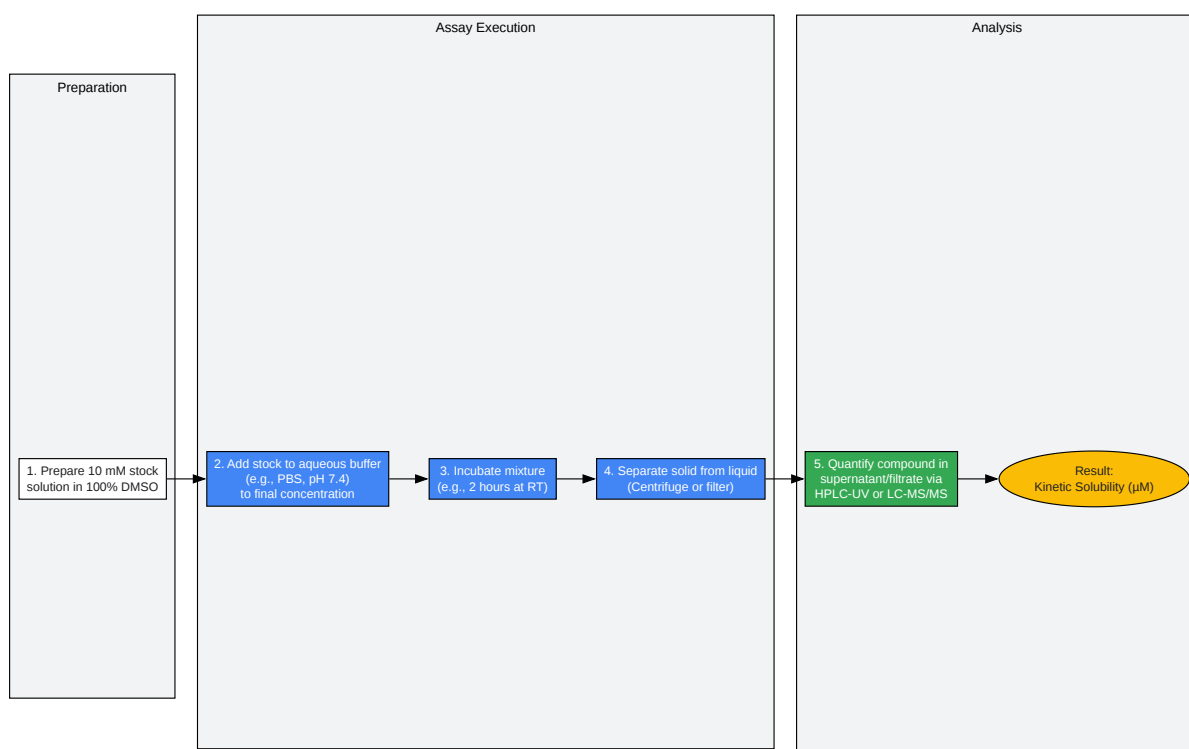 Preparation
1. Prepare 10 mM stock
solution in 100% DMSO
Assay Execution
2. Add stock to aqueous buffer
(e.g., PBS, pH 7.4)
to final concentration
3. Incubate mixture
(e.g., 2 hours at RT)
4. Separate solid from liquid
(Centrifuge or filter)
Analysis
5. Quantify compound in
supernatant/filtrate via
HPLC-UV or LC-MS/MS
Result:
Kinetic Solubility (µM)